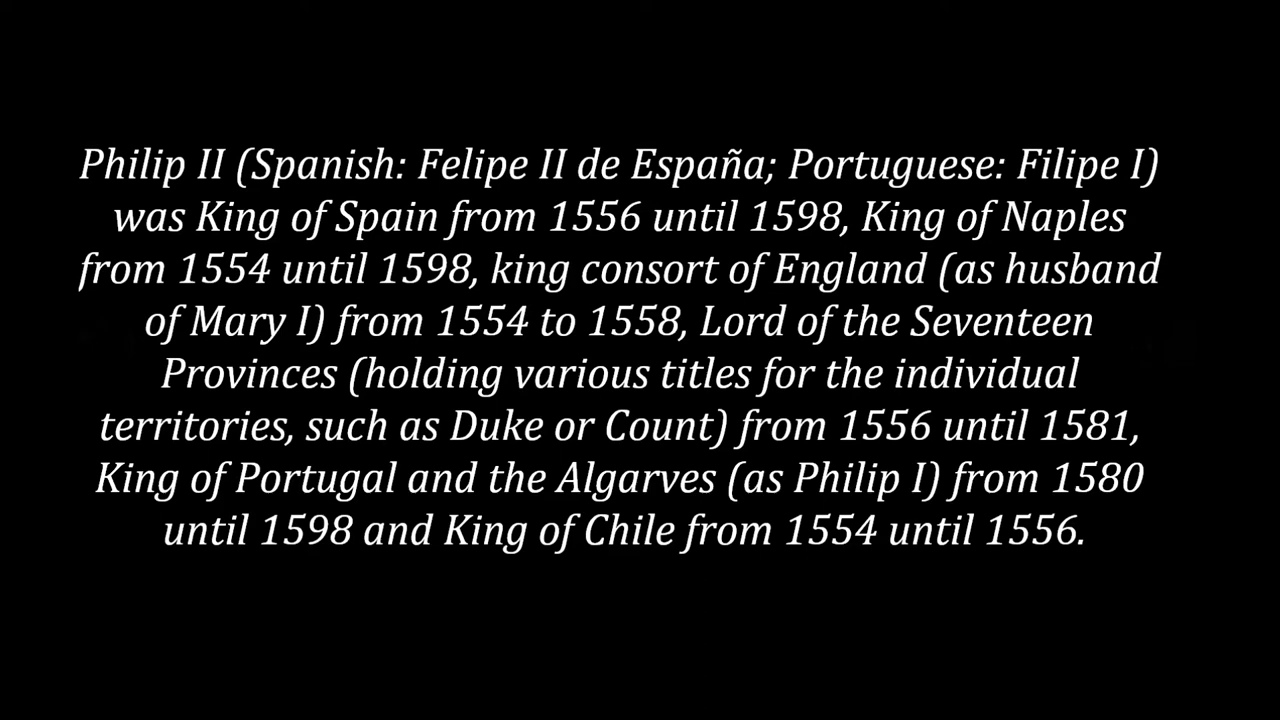 Philip II (Spanish: Felipe II de España; Portuguese: Filipe I)
was King of Spain from 1556 until 1598, King of Naples
from 1554 until 1598, king consort of England (as husband
of Mary I) from 1554 to 1558, Lord of the Seventeen
Provinces (holding various titles for the individual
territories, such as Duke or Count) from 1556 until 1581,
King of Portugal and the Algarves (as Philip I) from 1580
until 1598 and King of Chile from 1554 until 1556.